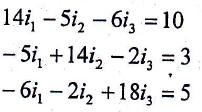 14i₁ − 5i₂ − 6i₃ = 10
− 5i₁ + 14i₂ − 2i₃ = 3
− 6i₁ − 2i₂ + 18i₃ = 5